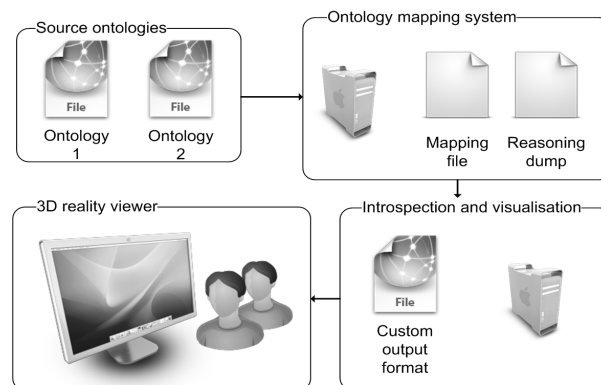 Source ontologies
File
File
Ontology
1
Ontology
2
Ontology mapping system
Mapping
file
Reasoning
dump
3D reality viewer
Introspection and visualisation
File
Custom
output
format